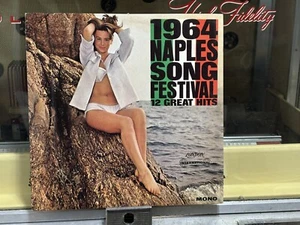 High Fidelity
1964
NAPLES
SONG
FESTIVAL
12 GREAT HITS
MONO